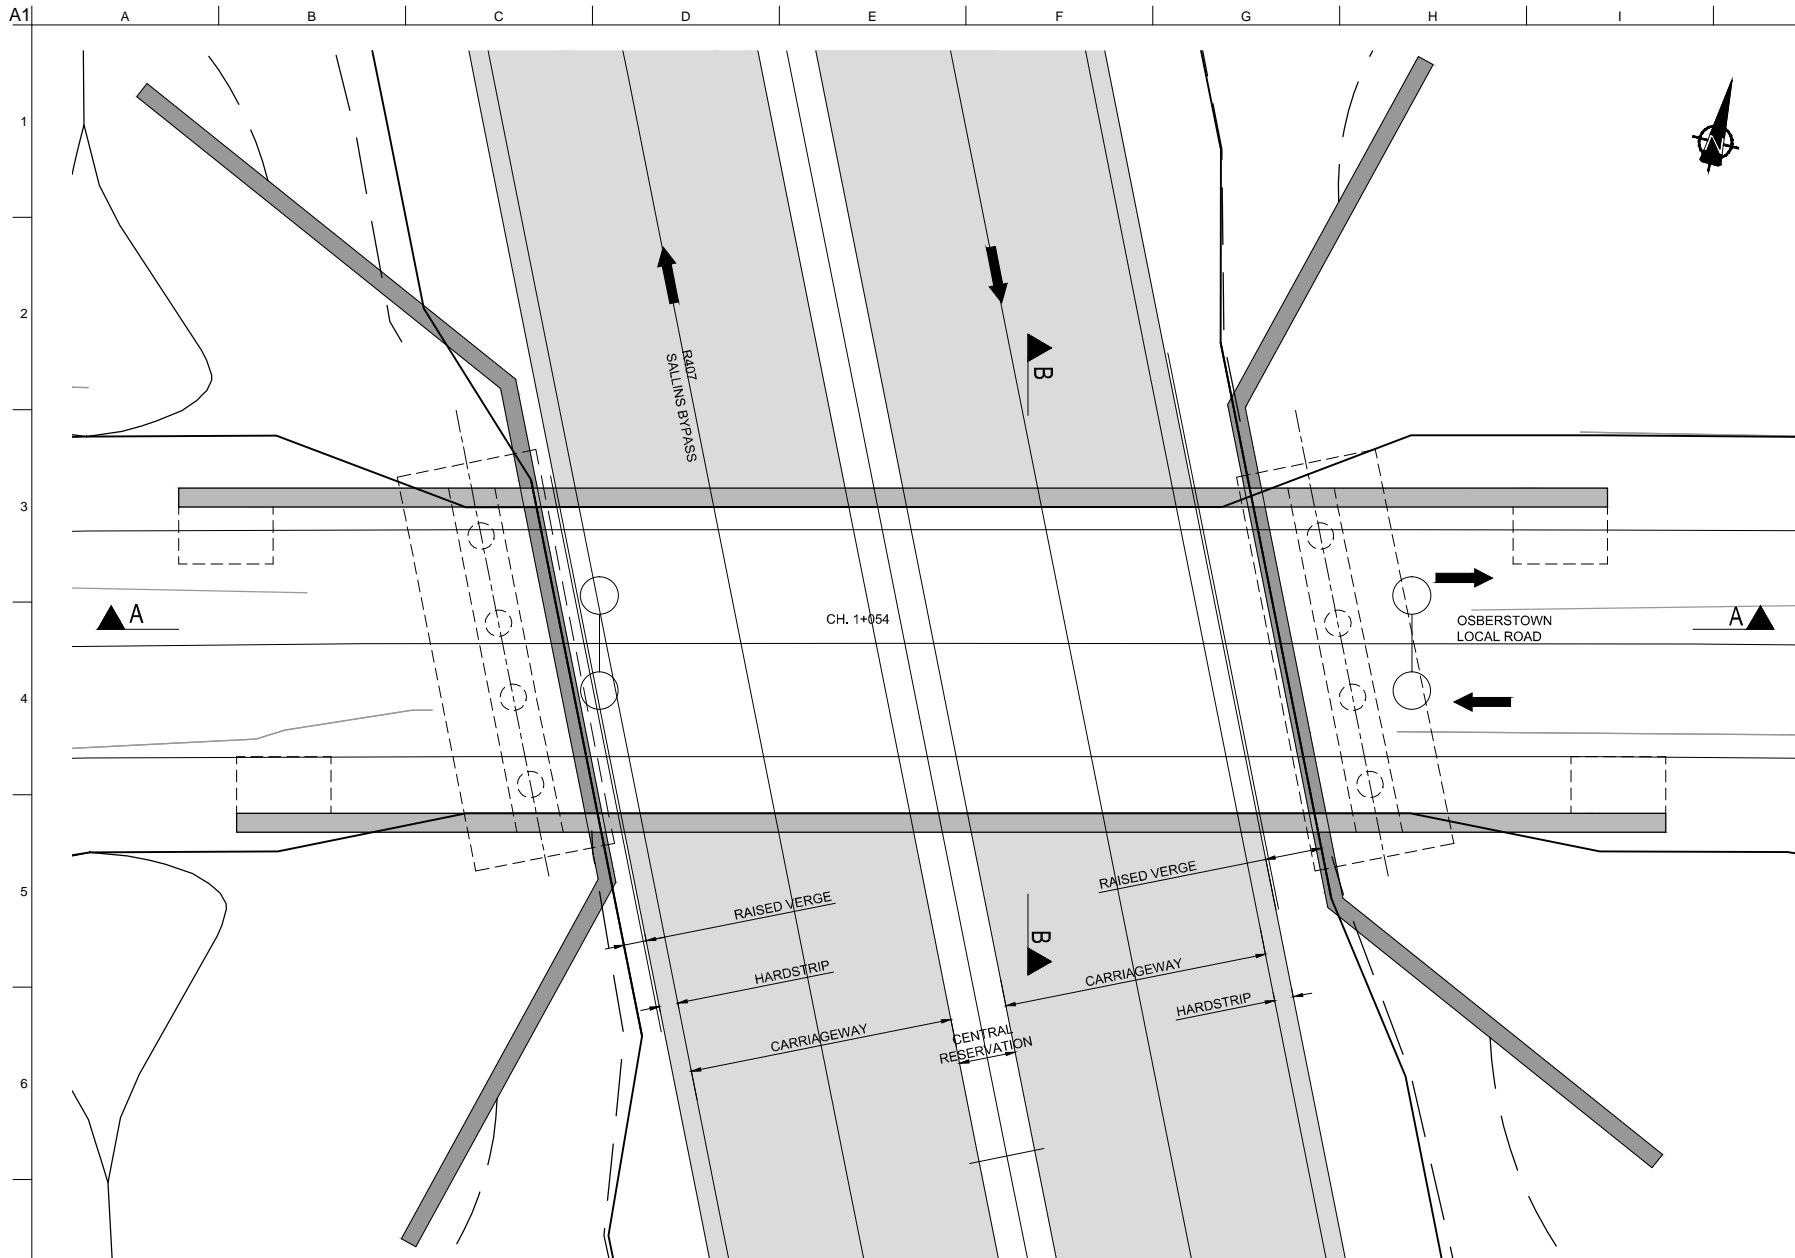 A1
A B C D E F G H I
1
N
2
R407
SALLINS BYPASS
B
3
A
CH. 1+054
OSBERSTOWN
LOCAL ROAD
A
4
5
RAISED VERGE
RAISED VERGE
B
HARDSTRIP
CARRIAGEWAY
HARDSTRIP
CARRIAGEWAY
CENTRAL
RESERVATION
6